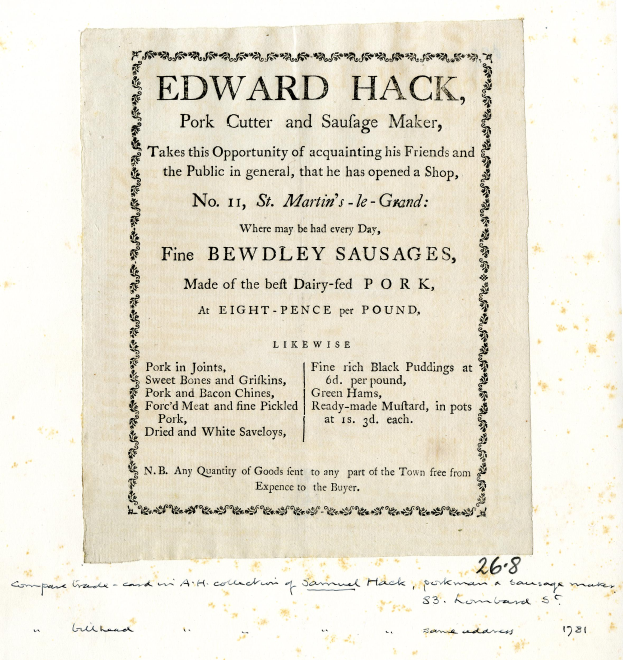 EDWARD HACK,
Pork Cutter and Sauſage Maker,
Takes this Opportunity of acquainting his Friends and
the Public in general, that he has opened a Shop,
No. 11, St. Martin's-le-Grand:
Where may be had every Day,
Fine BEWDLEY SAUSAGES,
Made of the beſt Dairy-fed PORK,
At EIGHT-PENCE per POUND,
LIKEWISE
Pork in Joints,
Sweet Bones and Griſkins,
Pork and Bacon Chines,
Forc'd Meat and fine Pickled
Pork,
Dried and White Saveloys,
Fine rich Black Puddings at
6d. per pound,
Green Hams,
Ready-made Muſtard, in pots
at 1s. 3d. each.
N.B. Any Quantity of Goods ſent to any part of the Town free from
Expence to the Buyer.
26.8
Compare trade-card in A.H. collection of Samuel Hack, porkman & sausage maker
53. Lombard St.
" billhead " " " " same address 1781